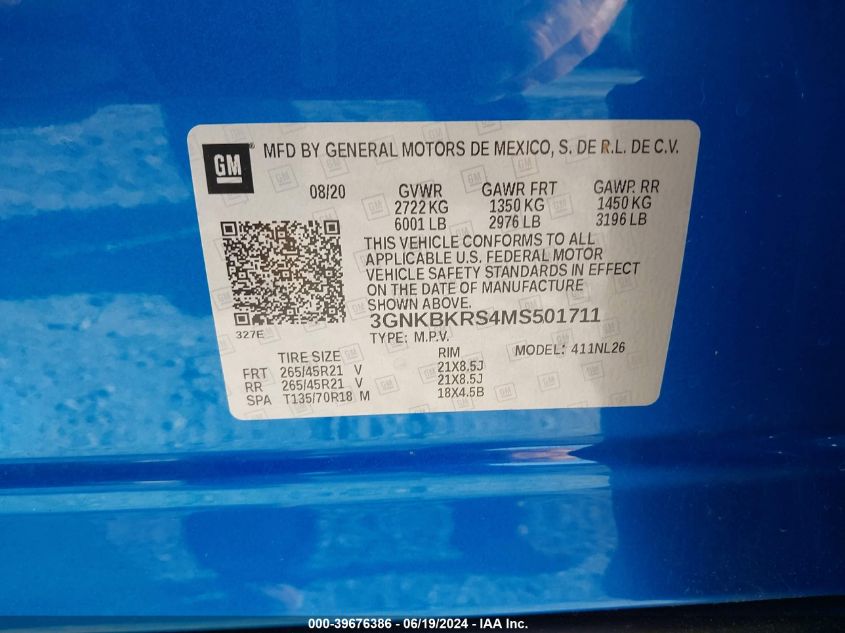 GM ® MFD BY GENERAL MOTORS DE MEXICO, S. DE R.L. DE C.V.
08/20 GVWR GAWR FRT GAWR RR
2722 KG 1350 KG 1450 KG
6001 LB 2976 LB 3196 LB
THIS VEHICLE CONFORMS TO ALL
APPLICABLE U.S. FEDERAL MOTOR
VEHICLE SAFETY STANDARDS IN EFFECT
ON THE DATE OF MANUFACTURE
SHOWN ABOVE.
327E 3GNKBKRS4MS501711
TYPE: M.P.V. MODEL: 411NL26
TIRE SIZE RIM
FRT 265/45R21 V 21X8.5J
RR 265/45R21 V 21X8.5J
SPA T135/70R18 M 18X4.5B
000-39676386 - 06/19/2024 - IAA Inc.